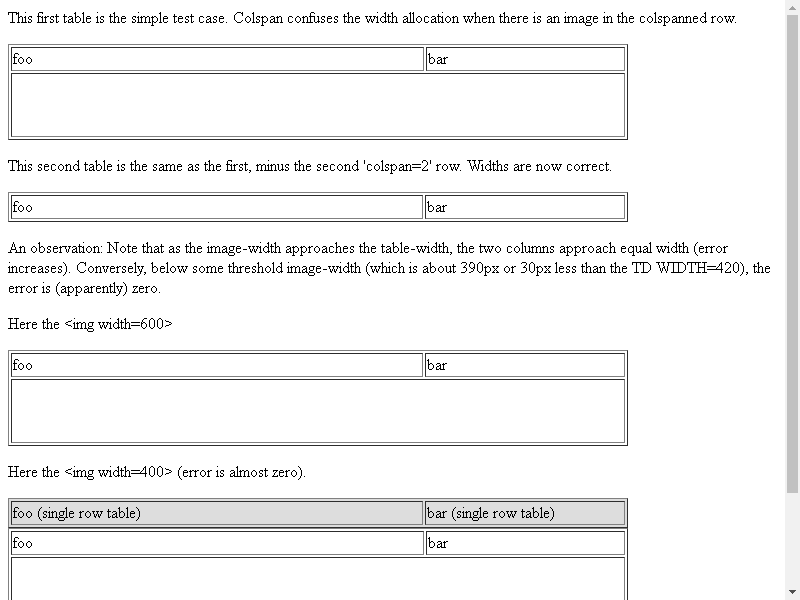 This first table is the simple test case. Colspan confuses the width allocation when there is an image in the colspanned row.
foo bar
This second table is the same as the first, minus the second 'colspan=2' row. Widths are now correct.
foo bar
An observation: Note that as the image-width approaches the table-width, the two columns approach equal width (error
increases). Conversely, below some threshold image-width (which is about 390px or 30px less than the TD WIDTH=420), the
error is (apparently) zero.
Here the <img width=600>
foo bar
Here the <img width=400> (error is almost zero).
foo (single row table) bar (single row table)
foo bar